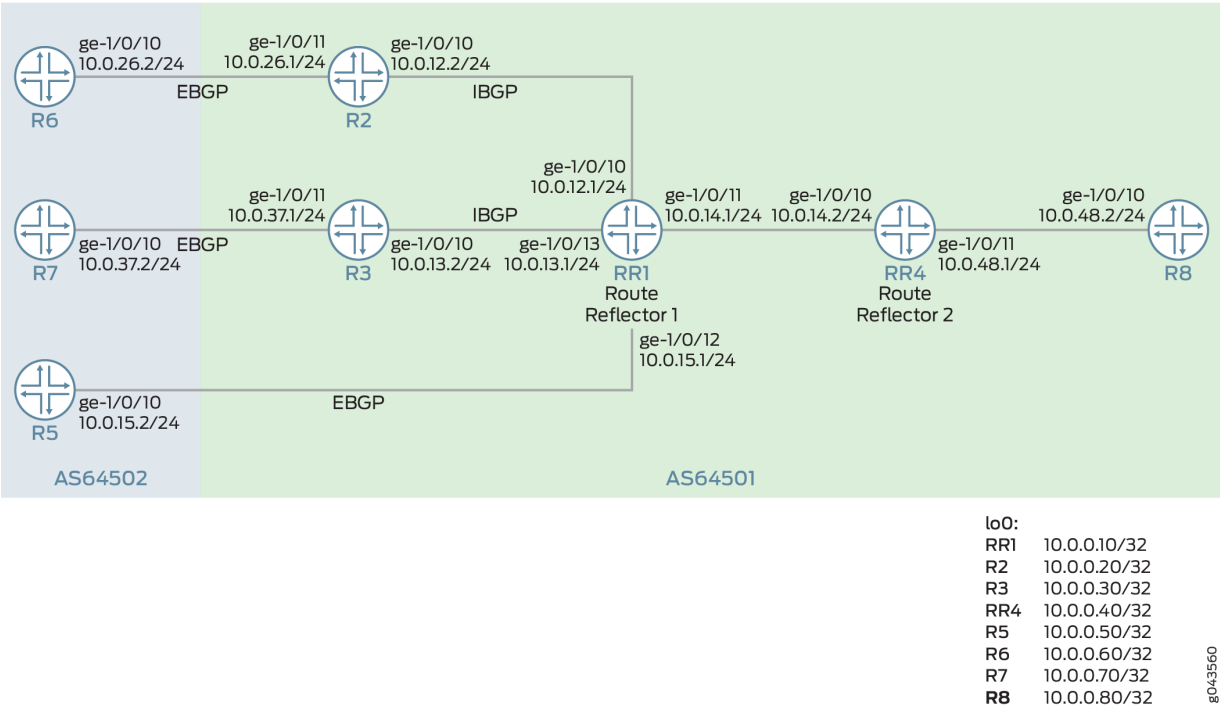 ge-1/0/10
10.0.26.2/24
ge-1/0/11
10.0.26.1/24
ge-1/0/10
10.0.12.2/24
EBGP
IBGP
R6
R2
ge-1/0/10
10.0.12.1/24
ge-1/0/11
10.0.37.1/24
IBGP
ge-1/0/11
10.0.14.1/24
ge-1/0/10
10.0.14.2/24
ge-1/0/10
10.0.48.2/24
ge-1/0/10
10.0.37.2/24
EBGP
ge-1/0/10
10.0.13.2/24
ge-1/0/13
10.0.13.1/24
ge-1/0/11
10.0.48.1/24
R7
R3
RR1
Route
Reflector 1
RR4
Route
Reflector 2
R8
ge-1/0/12
10.0.15.1/24
ge-1/0/10
10.0.15.2/24
EBGP
R5
AS64502
AS64501
lo0:
RR1 10.0.0.10/32
R2 10.0.0.20/32
R3 10.0.0.30/32
RR4 10.0.0.40/32
R5 10.0.0.50/32
R6 10.0.0.60/32
R7 10.0.0.70/32
R8 10.0.0.80/32
g043560